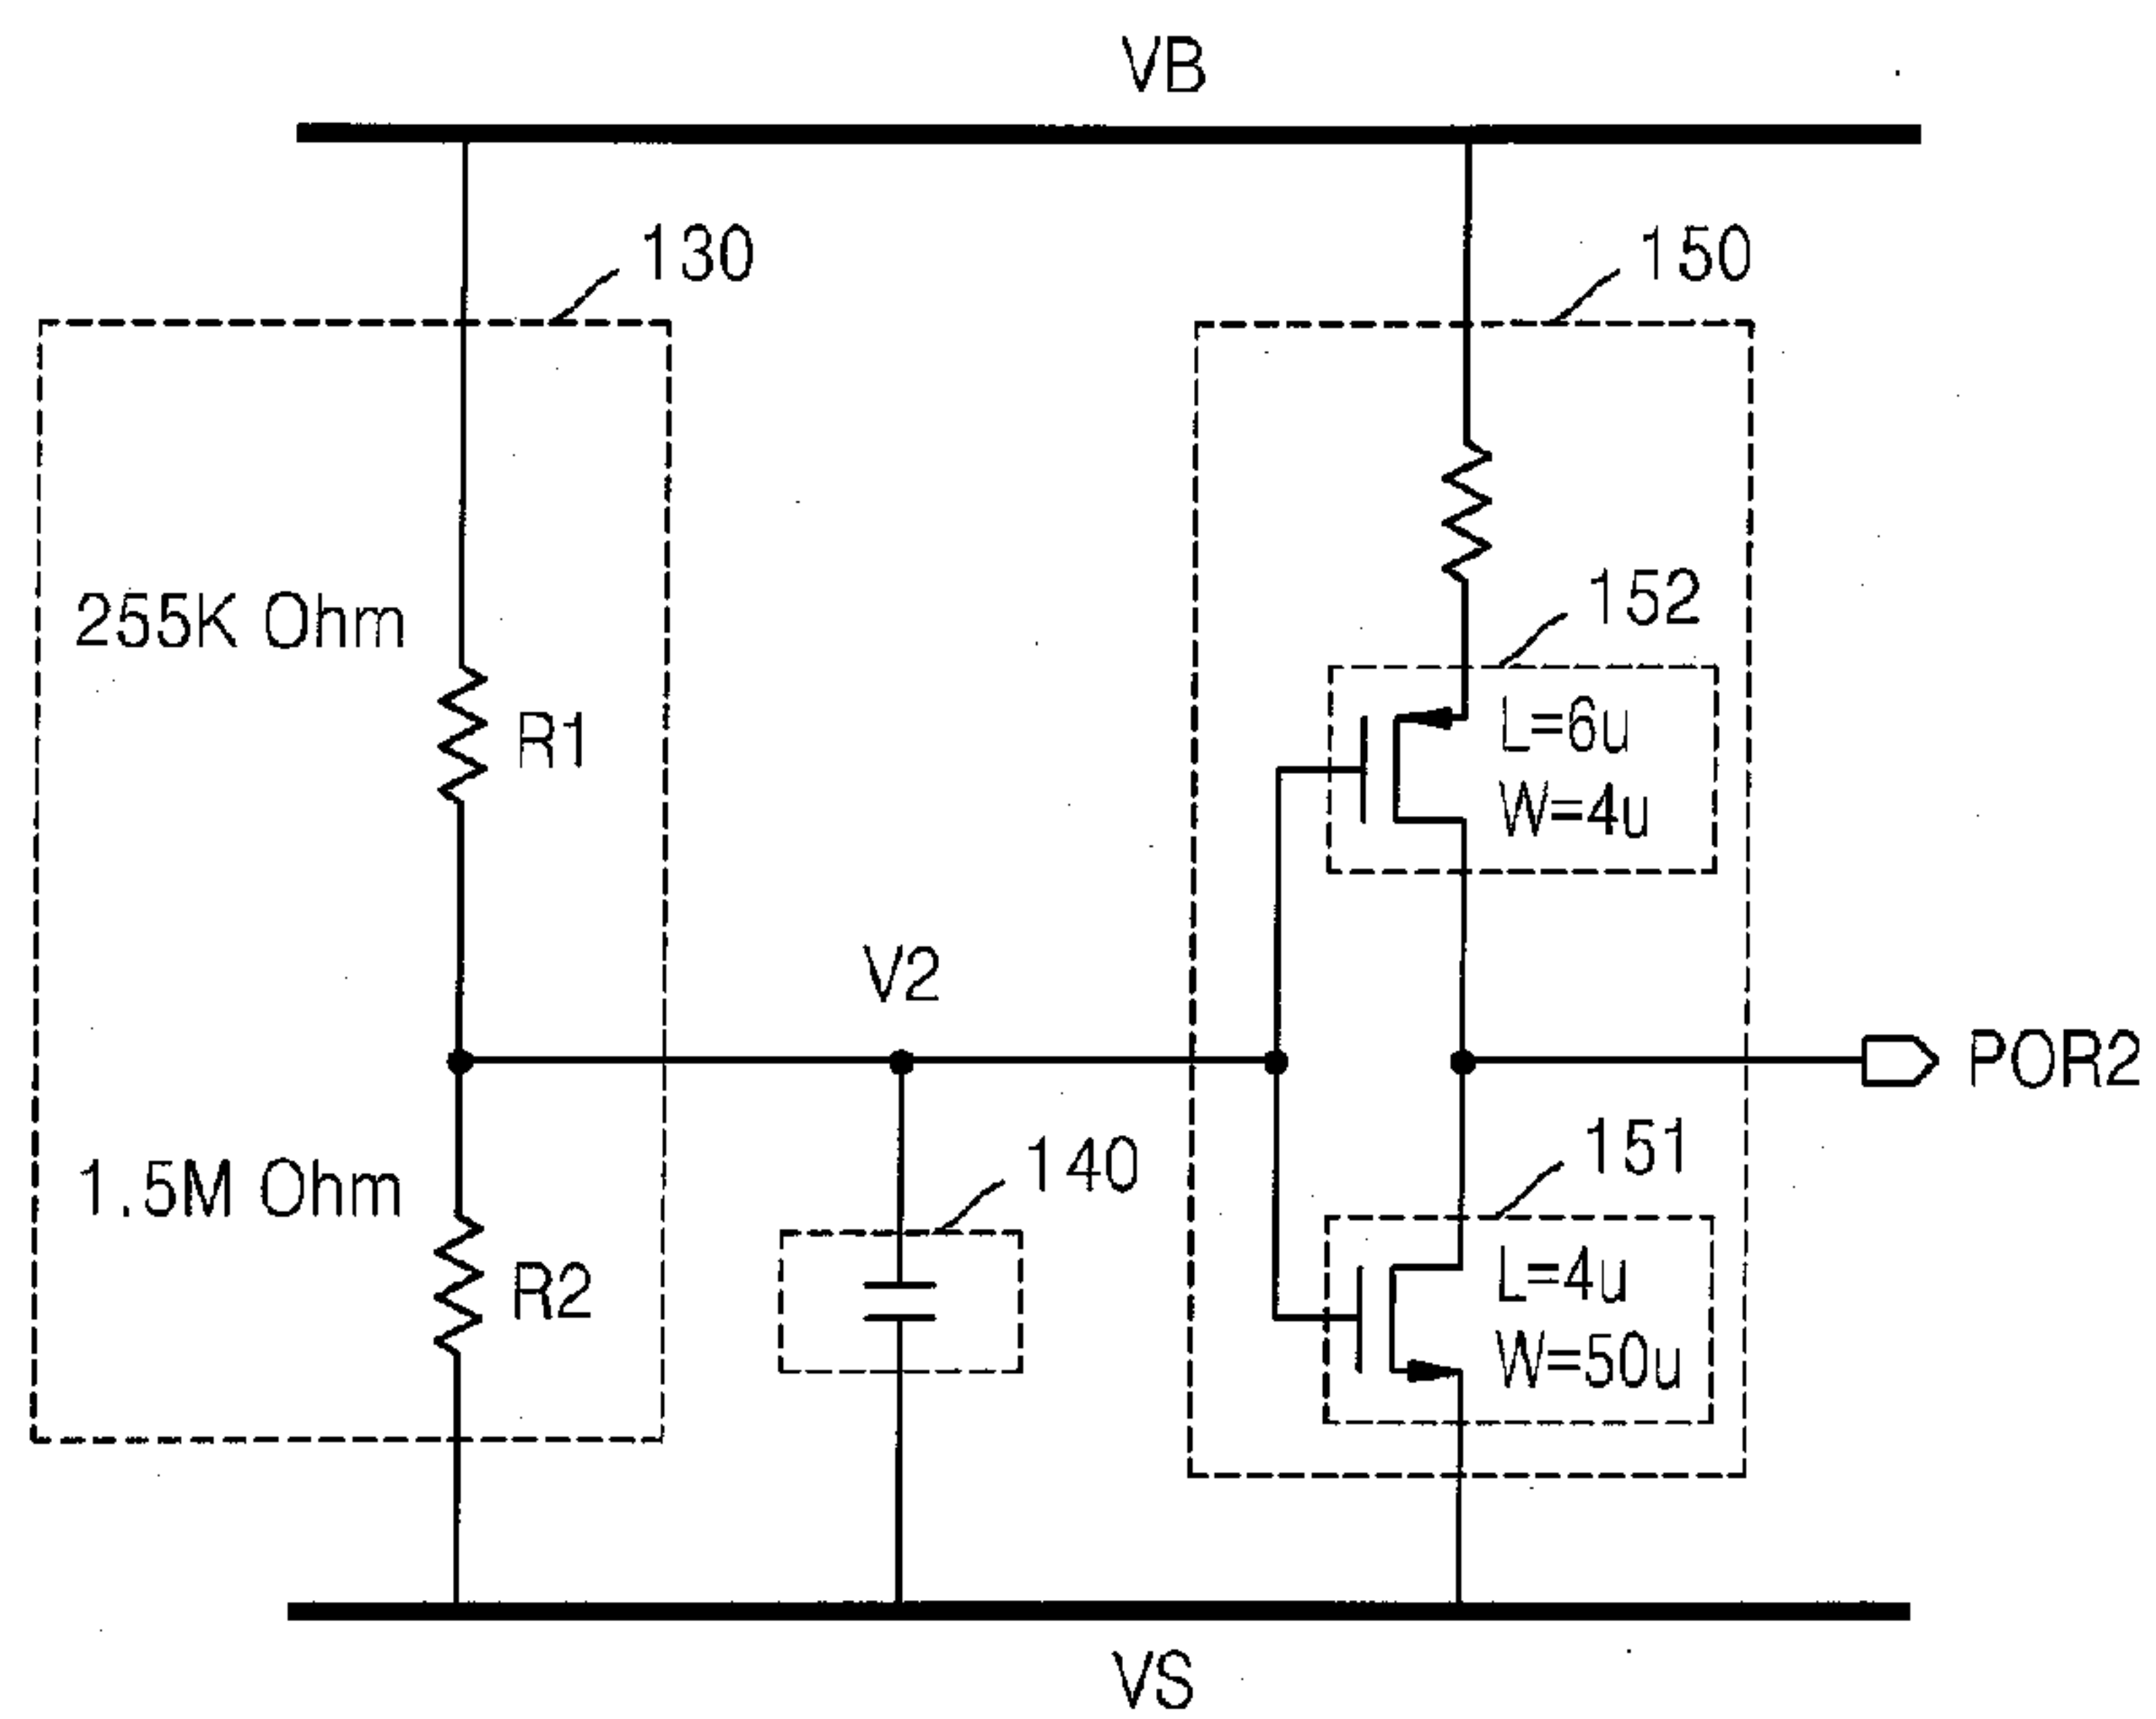 VB
130
150
255K Ohm
R1
152
L=6u
W=4u
V2
POR2
1.5M Ohm
R2
140
151
L=4u
W=50u
VS